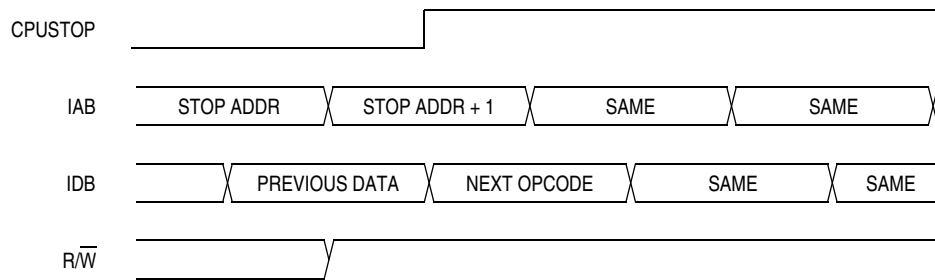 CPUSTOP
IAB STOP ADDR STOP ADDR + 1 SAME SAME
IDB PREVIOUS DATA NEXT OPCODE SAME SAME
R/W̅